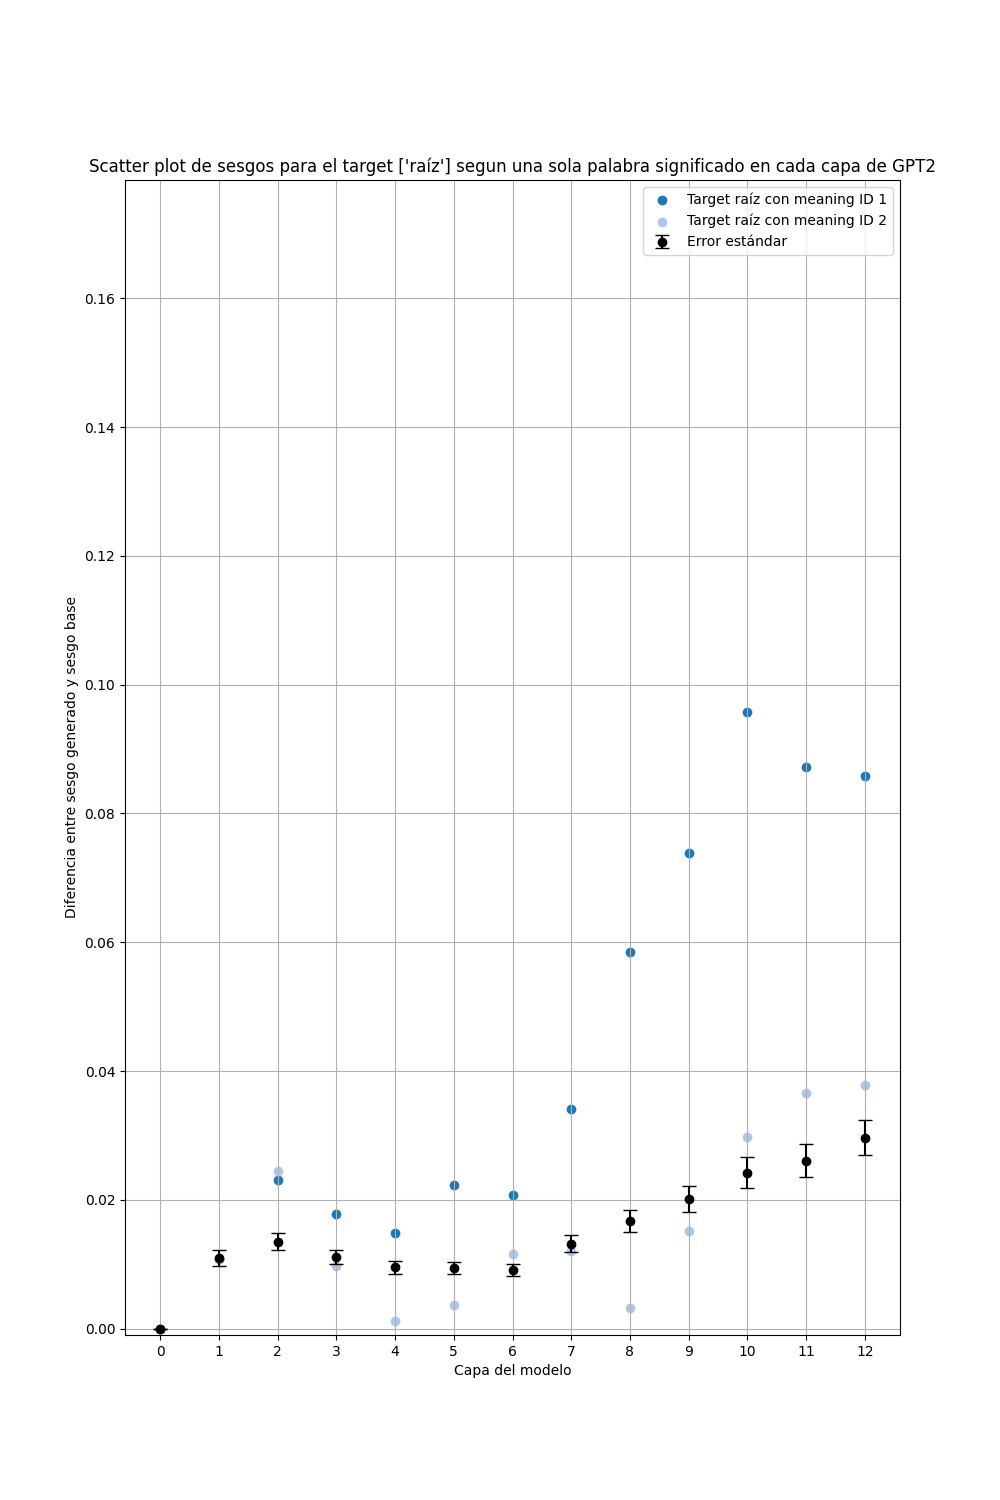 Scatter plot de sesgos para el target ['raíz'] segun una sola palabra significado en cada capa de GPT2
Target raíz con meaning ID 1
Target raíz con meaning ID 2
Error estándar
0.16
0.14
0.12
0.10
0.08
0.06
0.04
0.02
0.00
Diferencia entre sesgo generado y sesgo base
0 1 2 3 4 5 6 7 8 9 10 11 12
Capa del modelo